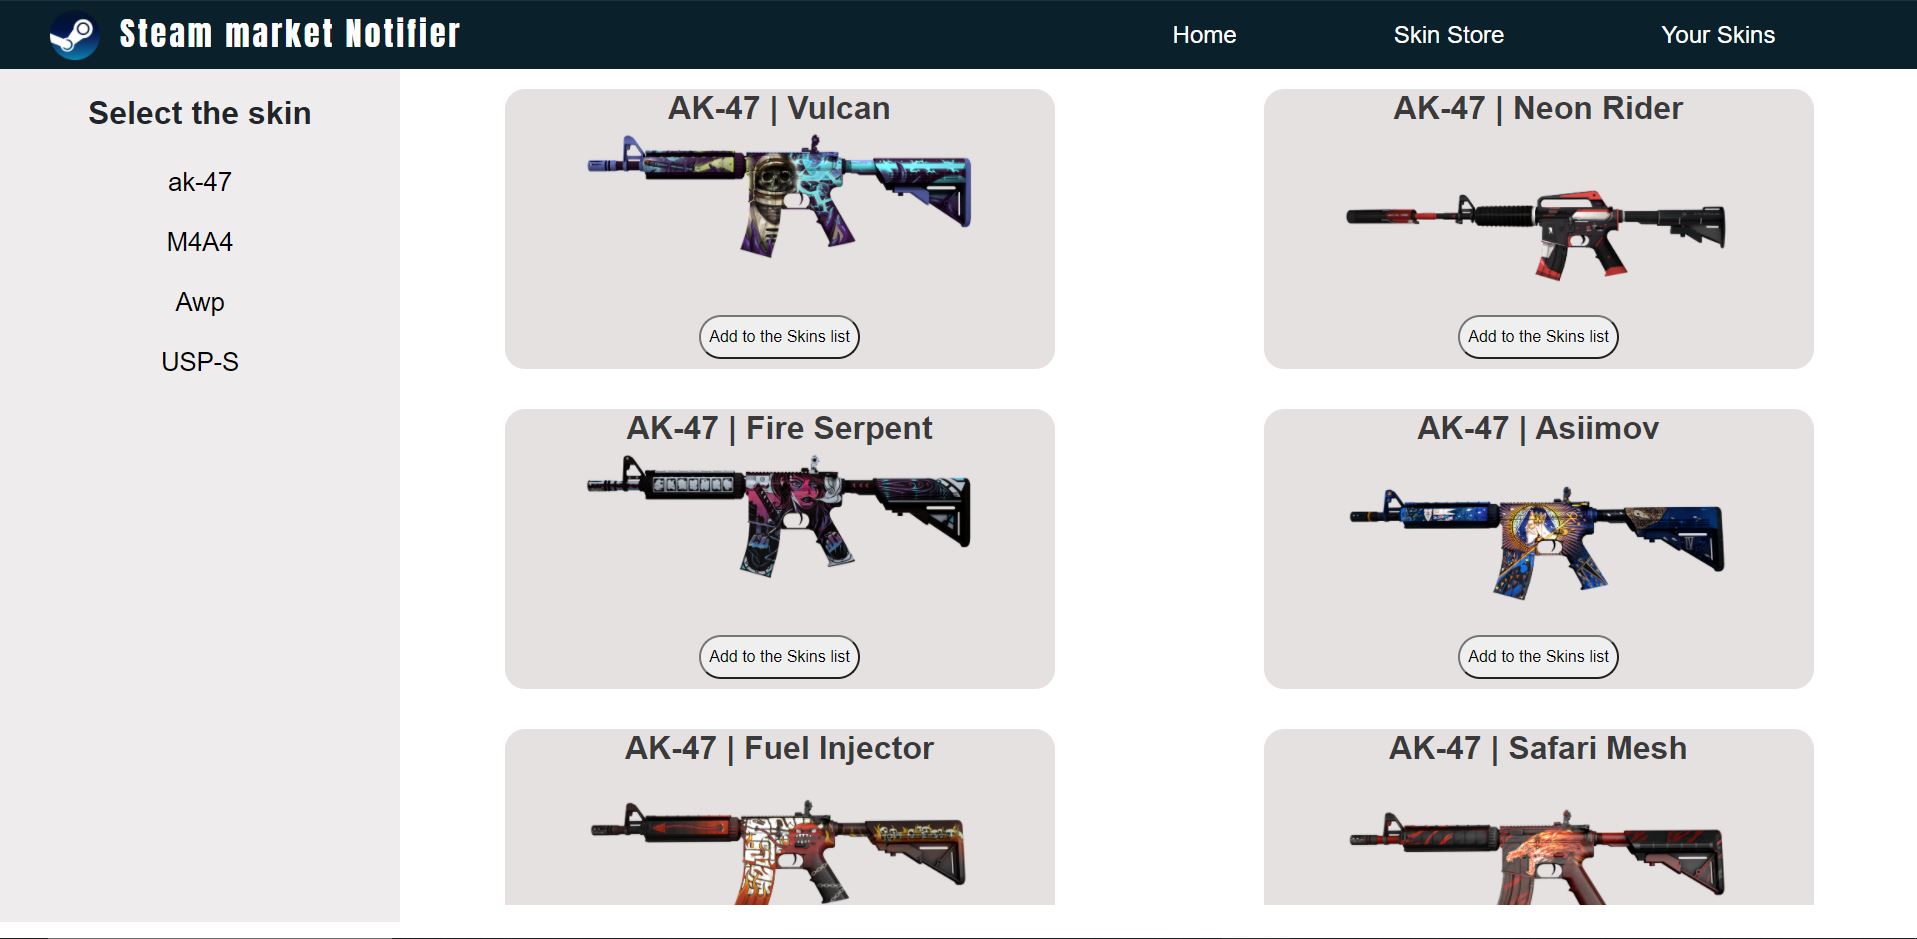 Steam market Notifier
Home
Skin Store
Your Skins
Select the skin
ak-47
M4A4
Awp
USP-S
AK-47 | Vulcan
Add to the Skins list
AK-47 | Neon Rider
Add to the Skins list
AK-47 | Fire Serpent
Add to the Skins list
AK-47 | Asiimov
Add to the Skins list
AK-47 | Fuel Injector
AK-47 | Safari Mesh